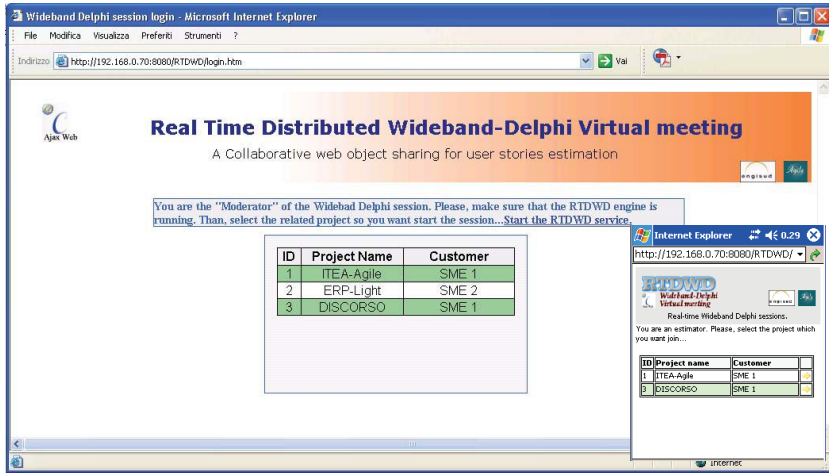 Wideband Delphi session login - Microsoft Internet Explorer
File Modifica Visualizza Preferiti Strumenti ?
Indirizzo http://192.168.0.70:8080/RTDWD/login.htm Vai
Ajax Web
Real Time Distributed Wideband-Delphi Virtual meeting
A Collaborative web object sharing for user stories estimation
engisud Agile
You are the "Moderator" of the Widebad Delphi session. Please, make sure that the RTDWD engine is
running. Than, select the related project so you want start the session...Start the RTDWD service.
ID Project Name Customer
1 ITEA-Agile SME 1
2 ERP-Light SME 2
3 DISCORSO SME 1
Internet Explorer 0.29
http://192.168.0.70:8080/RTDWD/
RTDWD
Wideband-Delphi
Virtual meeting
engisud
Real-time Wideband Delphi sessions.
You are an estimator. Please, select the project which
you want join...
ID Project name Customer
1 ITEA-Agile SME 1
3 DISCORSO SME 1
Internet